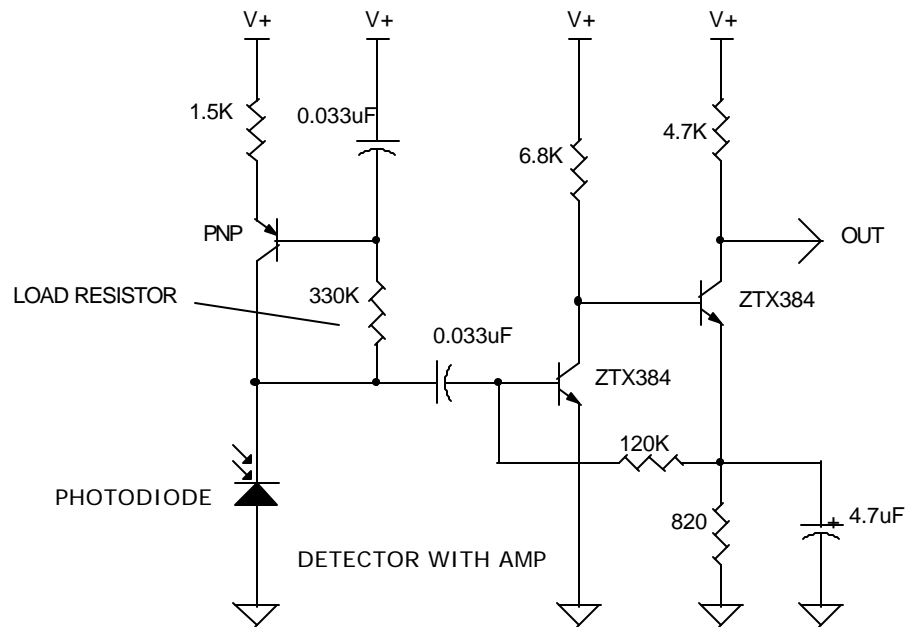 V+
V+
V+
V+
1.5K
0.033uF
6.8K
4.7K
PNP
OUT
LOAD RESISTOR
330K
ZTX384
0.033uF
ZTX384
120K
PHOTODIODE
820
+ 4.7uF
DETECTOR WITH AMP